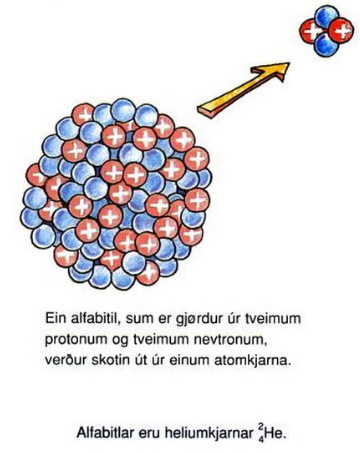 Ein alfabitil, sum er gjørdur úr tveimum
protonum og tveimum nevtronum,
verður skotin út úr einum atomkjarna.
Alfabitlar eru heliumkjarnar ²₄He.